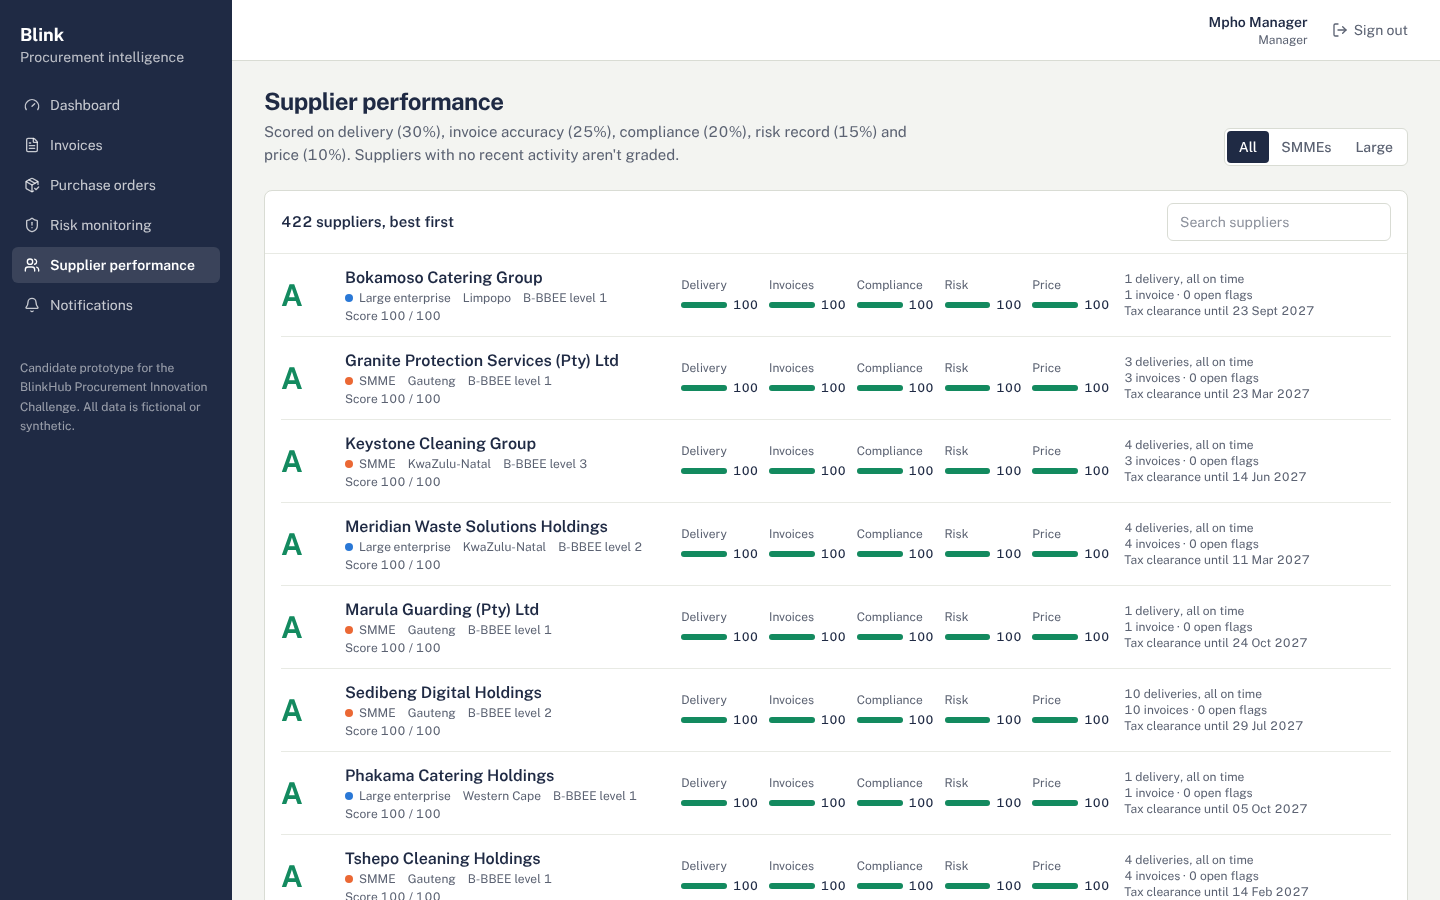 Blink
Procurement intelligence
Dashboard
Invoices
Purchase orders
Risk monitoring
Supplier performance
Notifications
Candidate prototype for the
BlinkHub Procurement Innovation
Challenge. All data is fictional or
synthetic.
Mpho Manager
Manager
Sign out
Supplier performance
Scored on delivery (30%), invoice accuracy (25%), compliance (20%), risk record (15%) and
price (10%). Suppliers with no recent activity aren't graded.
All SMMEs Large
422 suppliers, best first
Search suppliers
A
Bokamoso Catering Group
Large enterprise Limpopo B-BBEE level 1
Score 100 / 100
Delivery Invoices Compliance Risk Price
100 100 100 100 100
1 delivery, all on time
1 invoice · 0 open flags
Tax clearance until 23 Sept 2027
A
Granite Protection Services (Pty) Ltd
SMME Gauteng B-BBEE level 1
Score 100 / 100
Delivery Invoices Compliance Risk Price
100 100 100 100 100
3 deliveries, all on time
3 invoices · 0 open flags
Tax clearance until 23 Mar 2027
A
Keystone Cleaning Group
SMME KwaZulu-Natal B-BBEE level 3
Score 100 / 100
Delivery Invoices Compliance Risk Price
100 100 100 100 100
4 deliveries, all on time
3 invoices · 0 open flags
Tax clearance until 14 Jun 2027
A
Meridian Waste Solutions Holdings
Large enterprise KwaZulu-Natal B-BBEE level 2
Score 100 / 100
Delivery Invoices Compliance Risk Price
100 100 100 100 100
4 deliveries, all on time
4 invoices · 0 open flags
Tax clearance until 11 Mar 2027
A
Marula Guarding (Pty) Ltd
SMME Gauteng B-BBEE level 1
Score 100 / 100
Delivery Invoices Compliance Risk Price
100 100 100 100 100
1 delivery, all on time
1 invoice · 0 open flags
Tax clearance until 24 Oct 2027
A
Sedibeng Digital Holdings
SMME Gauteng B-BBEE level 2
Score 100 / 100
Delivery Invoices Compliance Risk Price
100 100 100 100 100
10 deliveries, all on time
10 invoices · 0 open flags
Tax clearance until 29 Jul 2027
A
Phakama Catering Holdings
Large enterprise Western Cape B-BBEE level 1
Score 100 / 100
Delivery Invoices Compliance Risk Price
100 100 100 100 100
1 delivery, all on time
1 invoice · 0 open flags
Tax clearance until 05 Oct 2027
A
Tshepo Cleaning Holdings
SMME Gauteng B-BBEE level 1
Score 100 / 100
Delivery Invoices Compliance Risk Price
100 100 100 100 100
4 deliveries, all on time
4 invoices · 0 open flags
Tax clearance until 14 Feb 2027